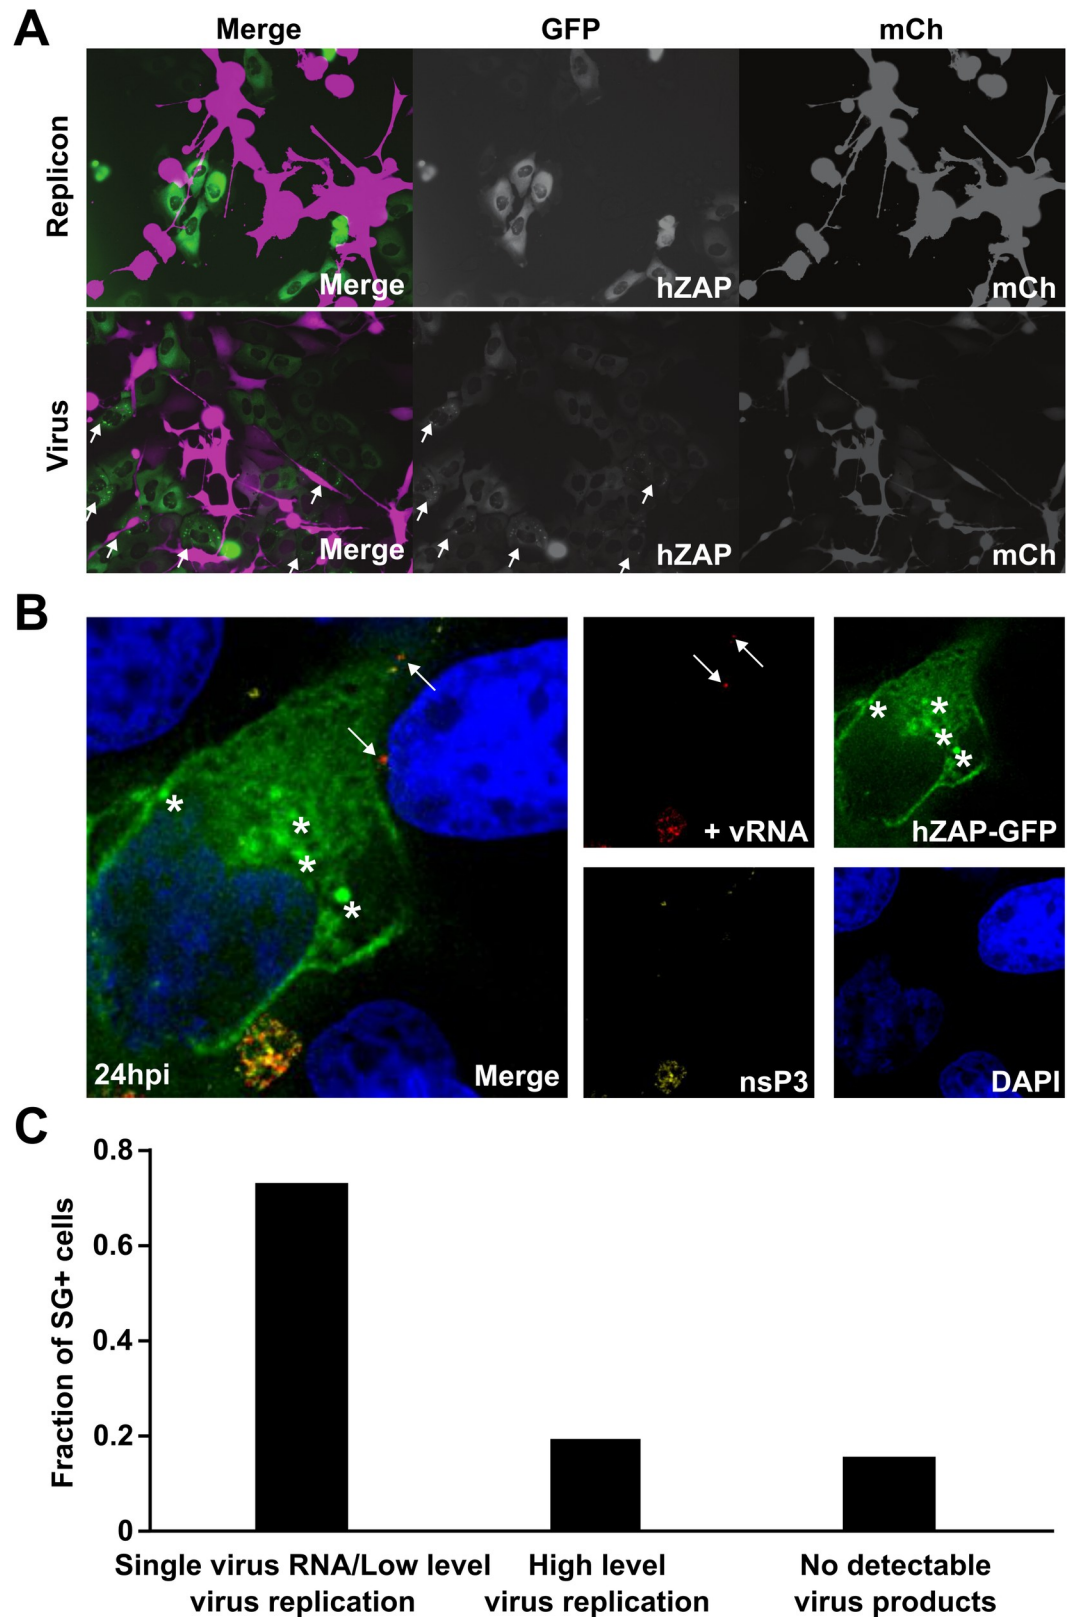 A
Merge GFP mCh
Replicon
Merge hZAP mCh
Virus
Merge hZAP mCh
B
+ vRNA
hZAP-GFP
24hpi
Merge
nsP3
DAPI
C
Fraction of SG+ cells
0.8
0.6
0.4
0.2
0
Single virus RNA/Low level
virus replication
High level
virus replication
No detectable
virus products